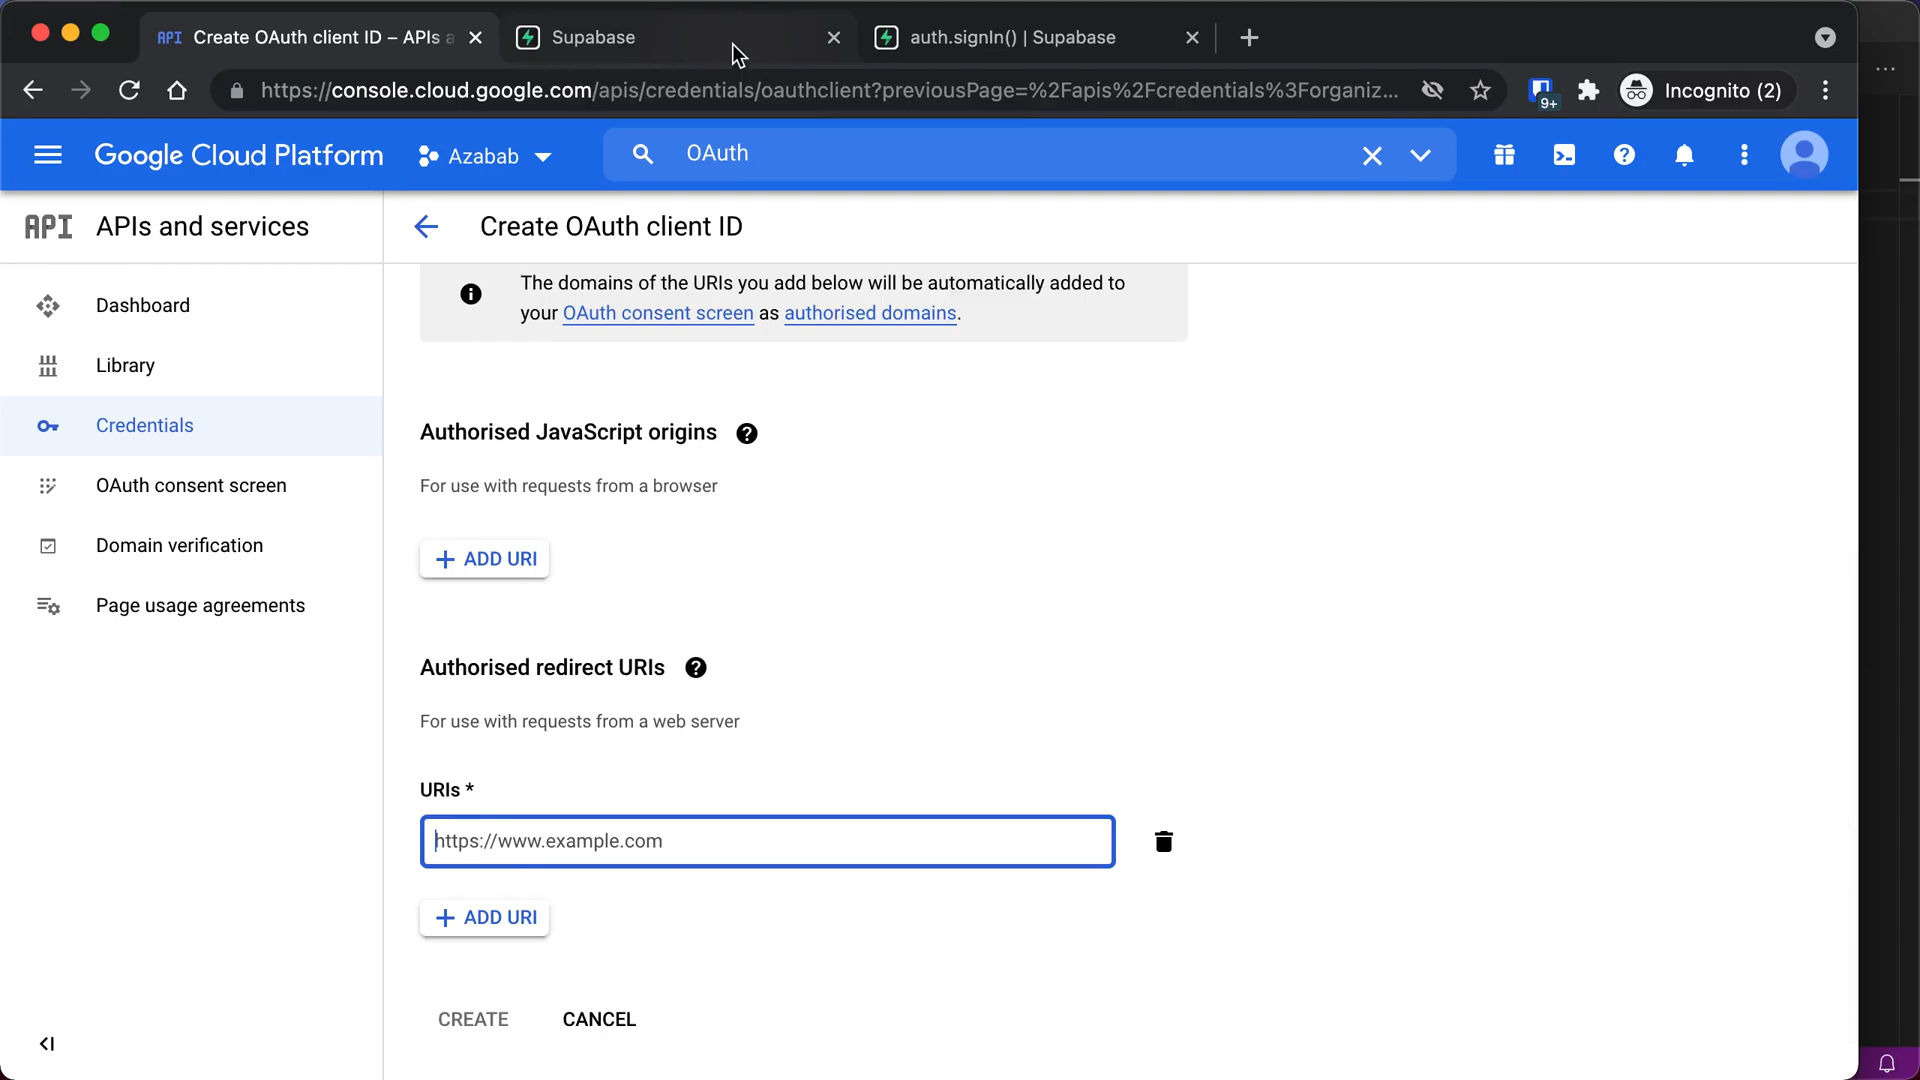 API Create OAuth client ID – APIs a
Supabase
auth.signIn() | Supabase
https://console.cloud.google.com/apis/credentials/oauthclient?previousPage=%2Fapis%2Fcredentials%3Forganiz...
9+
Incognito (2)
Google Cloud Platform
Azabab
OAuth
API APIs and services
Create OAuth client ID
Dashboard
Library
Credentials
OAuth consent screen
Domain verification
Page usage agreements
The domains of the URIs you add below will be automatically added to
your OAuth consent screen as authorised domains.
Authorised JavaScript origins
For use with requests from a browser
+ ADD URI
Authorised redirect URIs
For use with requests from a web server
URIs *
https://www.example.com
+ ADD URI
CREATE
CANCEL